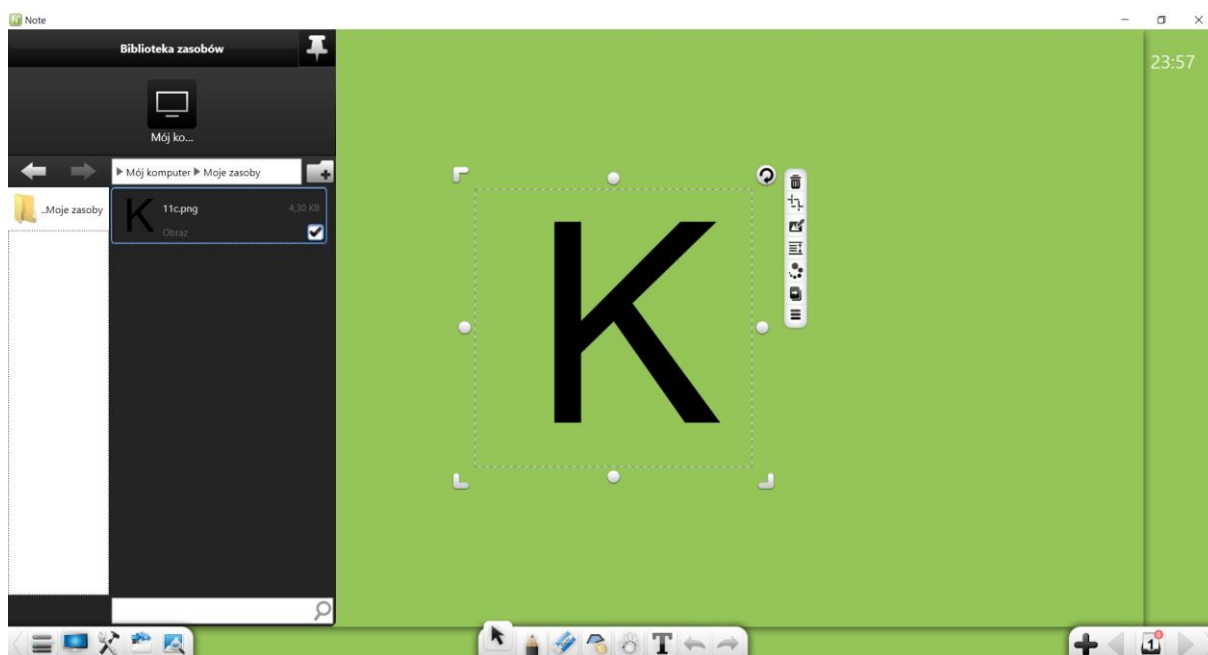 Note
Biblioteka zasobów
23:57
Mój ko...
Mój komputer Moje zasoby
..Moje zasoby
K
11c.png
4,30 KB
Obraz
K
T
1